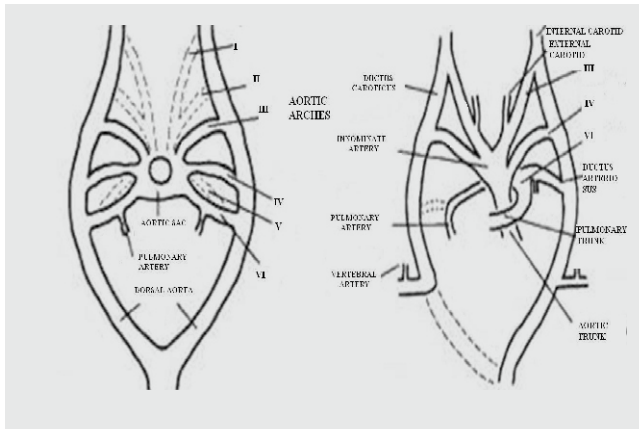 I
II
III
AORTIC
ARCHES
IV
V
AORTIC SAC
VI
PULMONARY
ARTERY
DORSAL AORTA
INTERNAL CAROTID
EXTERNAL
CAROTID
III
DUCTUS
CAROTICUS
IV
INNOMINATE
ARTERY
VI
DUCTUS
ARTERIO
SUS
PULMONARY
ARTERY
PULMONARY
TRUNK
VERTEBRAL
ARTERY
AORTIC
TRUNK